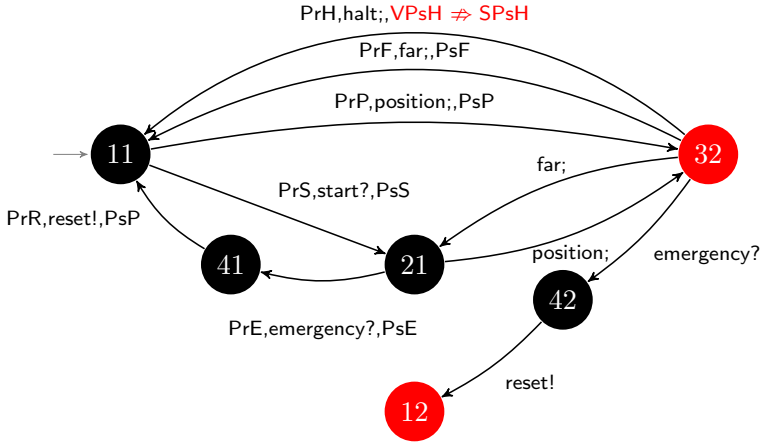 PrH,halt;,VPsH ⇏ SPsH
PrF,far;,PsF
PrP,position;,PsP
11
32
far;
PrS,start?,PsS
PrR,reset!,PsP
41
21
position;
emergency?
42
PrE,emergency?,PsE
reset!
12